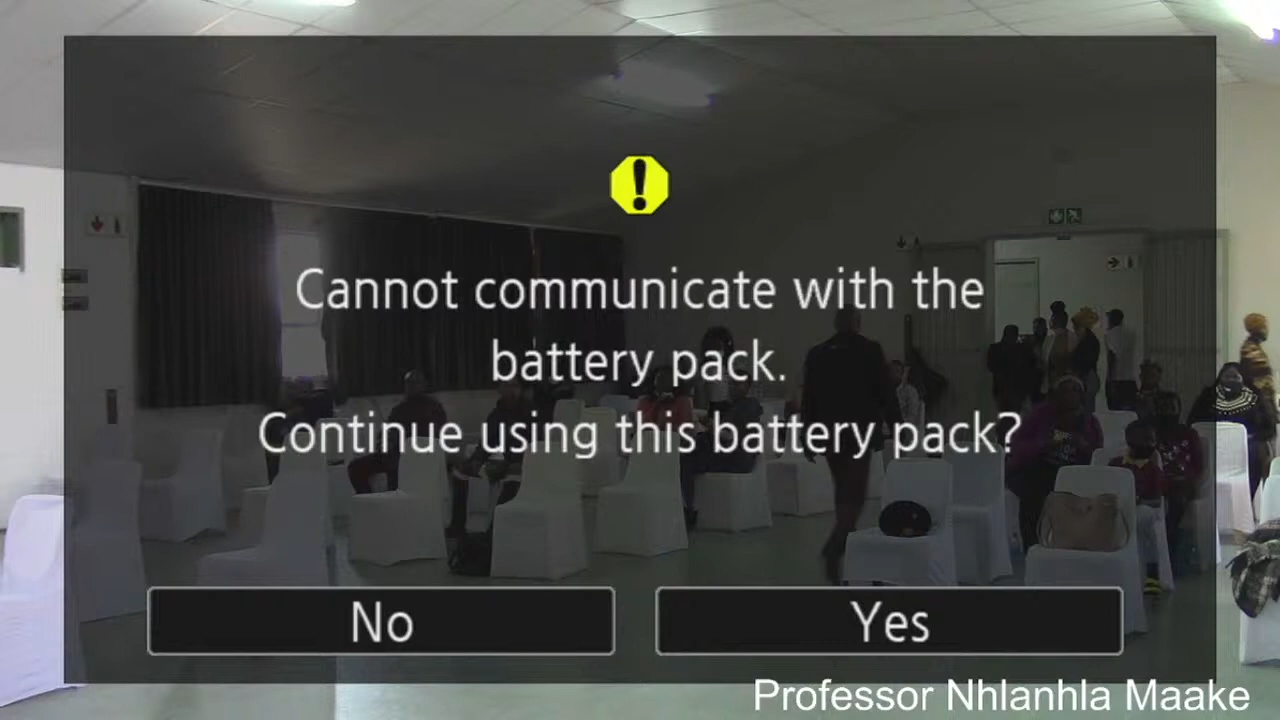 Cannot communicate with the
battery pack.
Continue using this battery pack?
No
Yes
Professor Nhlanhla Maake